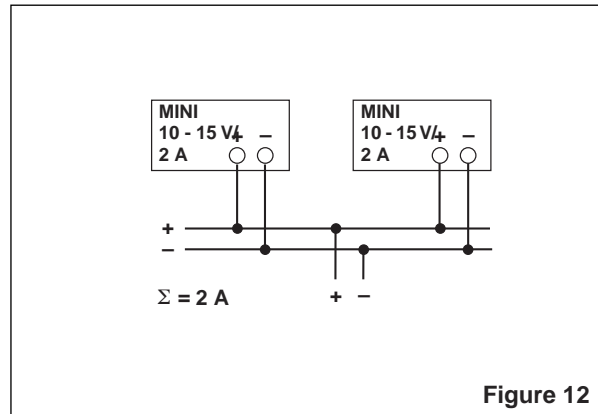 MINI
10 - 15 V/ + –
2 A
MINI
10 - 15 V/ + –
2 A
+
–
Σ = 2 A
+ –
Figure 12